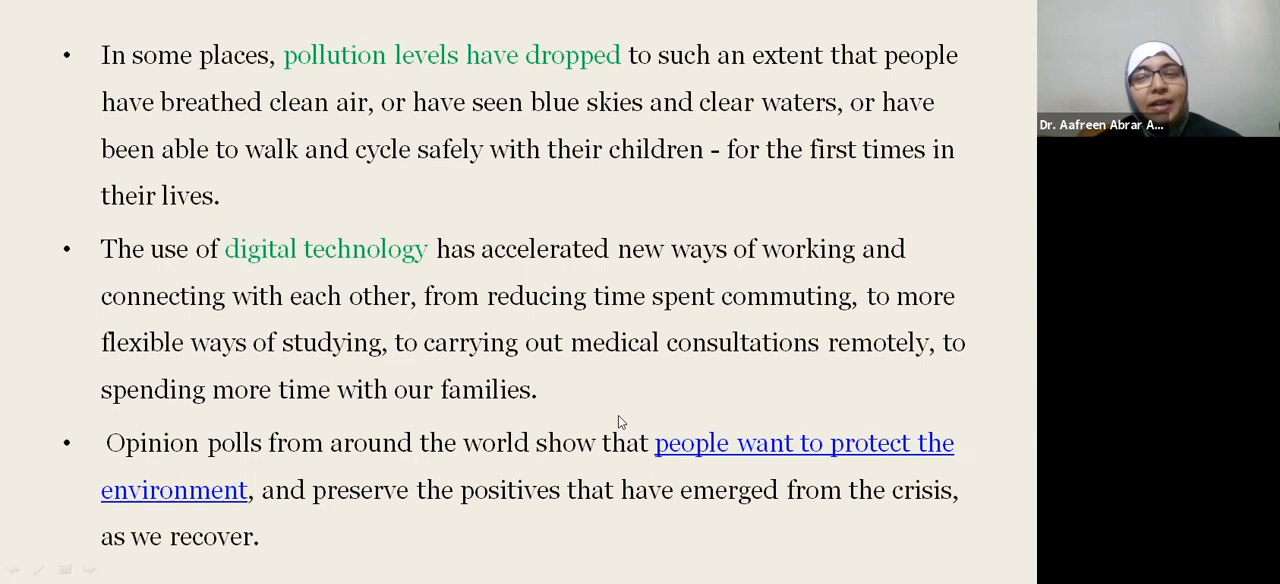 • In some places, pollution levels have dropped to such an extent that people
have breathed clean air, or have seen blue skies and clear waters, or have
been able to walk and cycle safely with their children - for the first times in
their lives.
• The use of digital technology has accelerated new ways of working and
connecting with each other, from reducing time spent commuting, to more
flexible ways of studying, to carrying out medical consultations remotely, to
spending more time with our families.
• Opinion polls from around the world show that people want to protect the
environment, and preserve the positives that have emerged from the crisis,
as we recover.
Dr. Aafreen Abrar A...